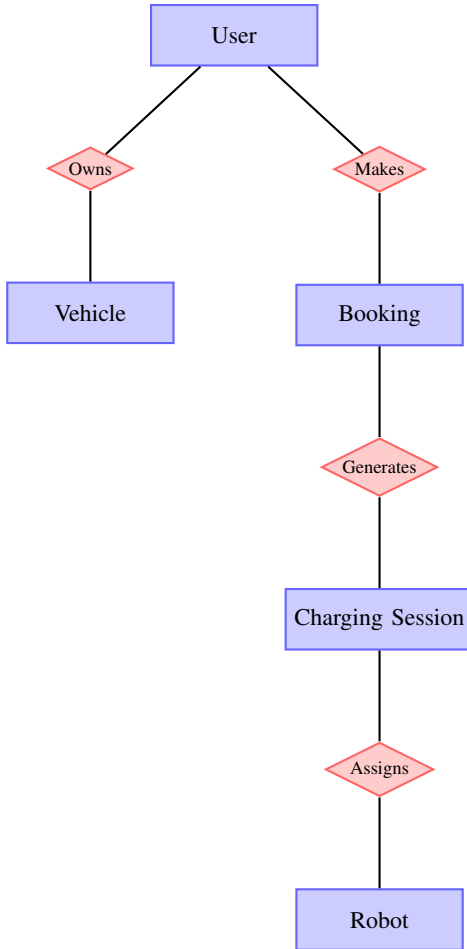 User
Owns
Makes
Vehicle
Booking
Generates
Charging Session
Assigns
Robot